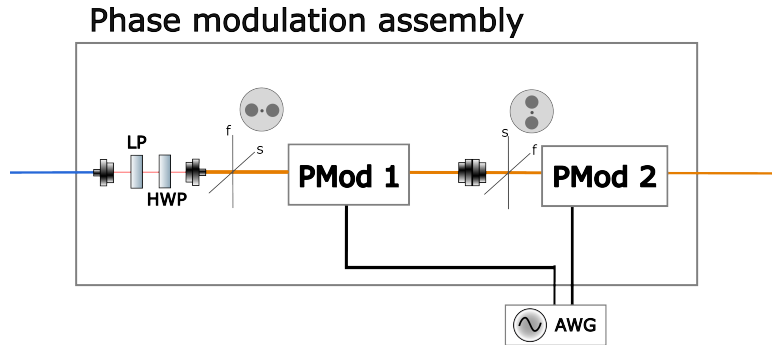 Phase modulation assembly
LP
HWP
f
s
PMod 1
s
f
PMod 2
AWG